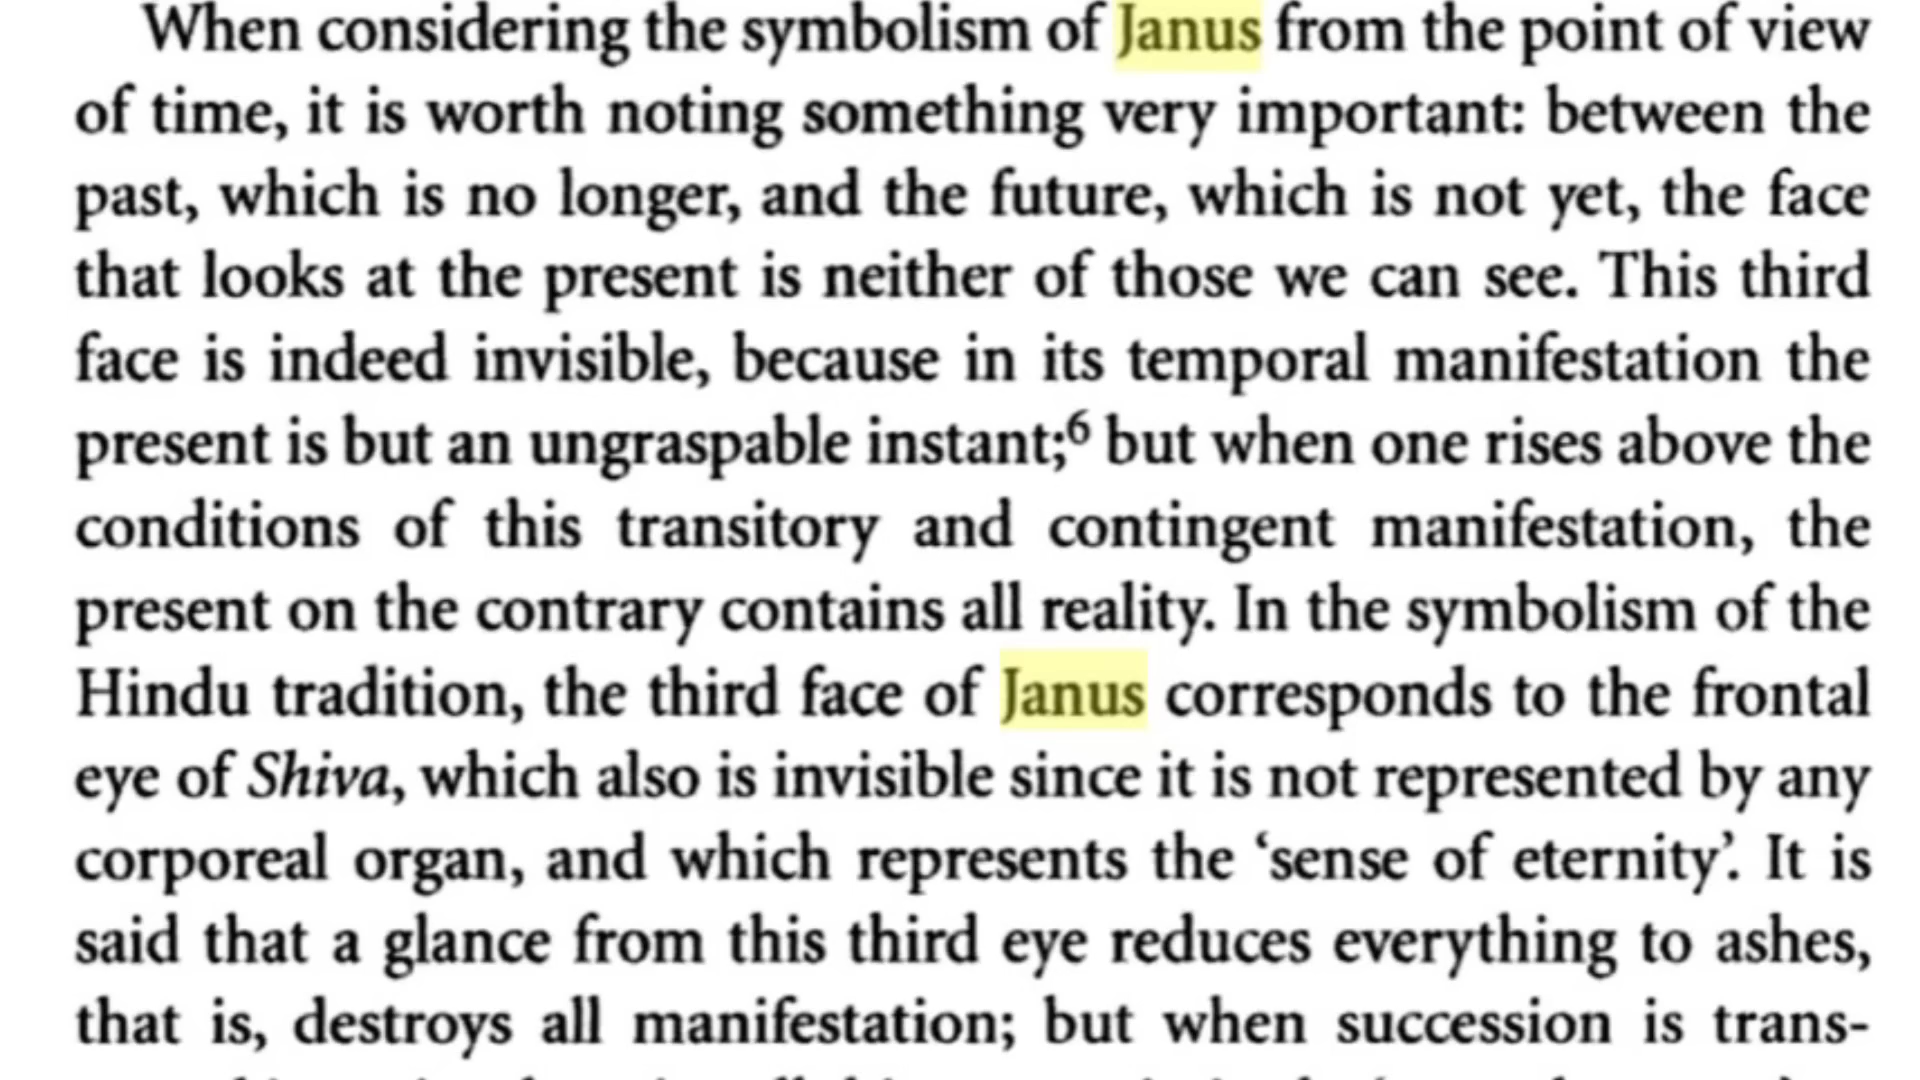 When considering the symbolism of Janus from the point of view
of time, it is worth noting something very important: between the
past, which is no longer, and the future, which is not yet, the face
that looks at the present is neither of those we can see. This third
face is indeed invisible, because in its temporal manifestation the
present is but an ungraspable instant;⁶ but when one rises above the
conditions of this transitory and contingent manifestation, the
present on the contrary contains all reality. In the symbolism of the
Hindu tradition, the third face of Janus corresponds to the frontal
eye of Shiva, which also is invisible since it is not represented by any
corporeal organ, and which represents the ‘sense of eternity’. It is
said that a glance from this third eye reduces everything to ashes,
that is, destroys all manifestation; but when succession is trans-